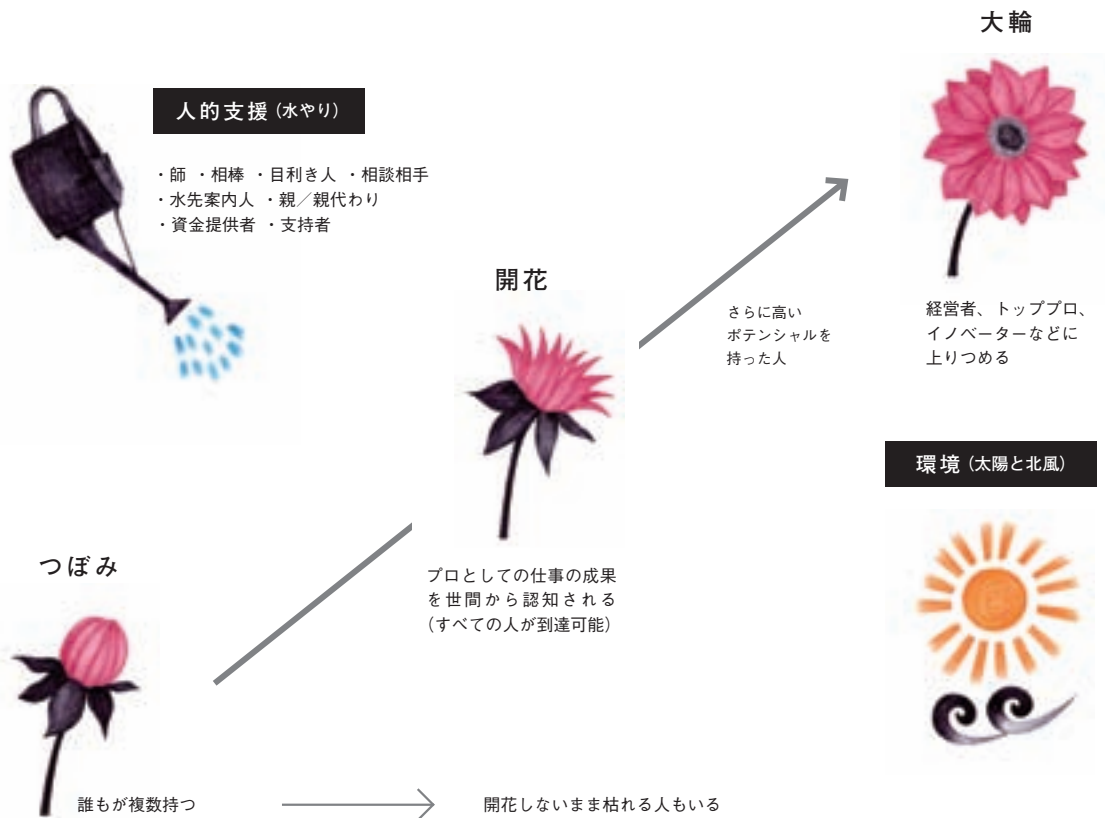 大輪
人的支援（水やり）
・師 ・相棒 ・目利き人 ・相談相手
・水先案内人 ・親／親代わり
・資金提供者 ・支持者
開花
さらに高い
ポテンシャルを
持った人
経営者、トッププロ、
イノベーターなどに
上りつめる
環境（太陽と北風）
つぼみ
プロとしての仕事の成果
を世間から認知される
（すべての人が到達可能）
誰もが複数持つ
開花しないまま枯れる人もいる